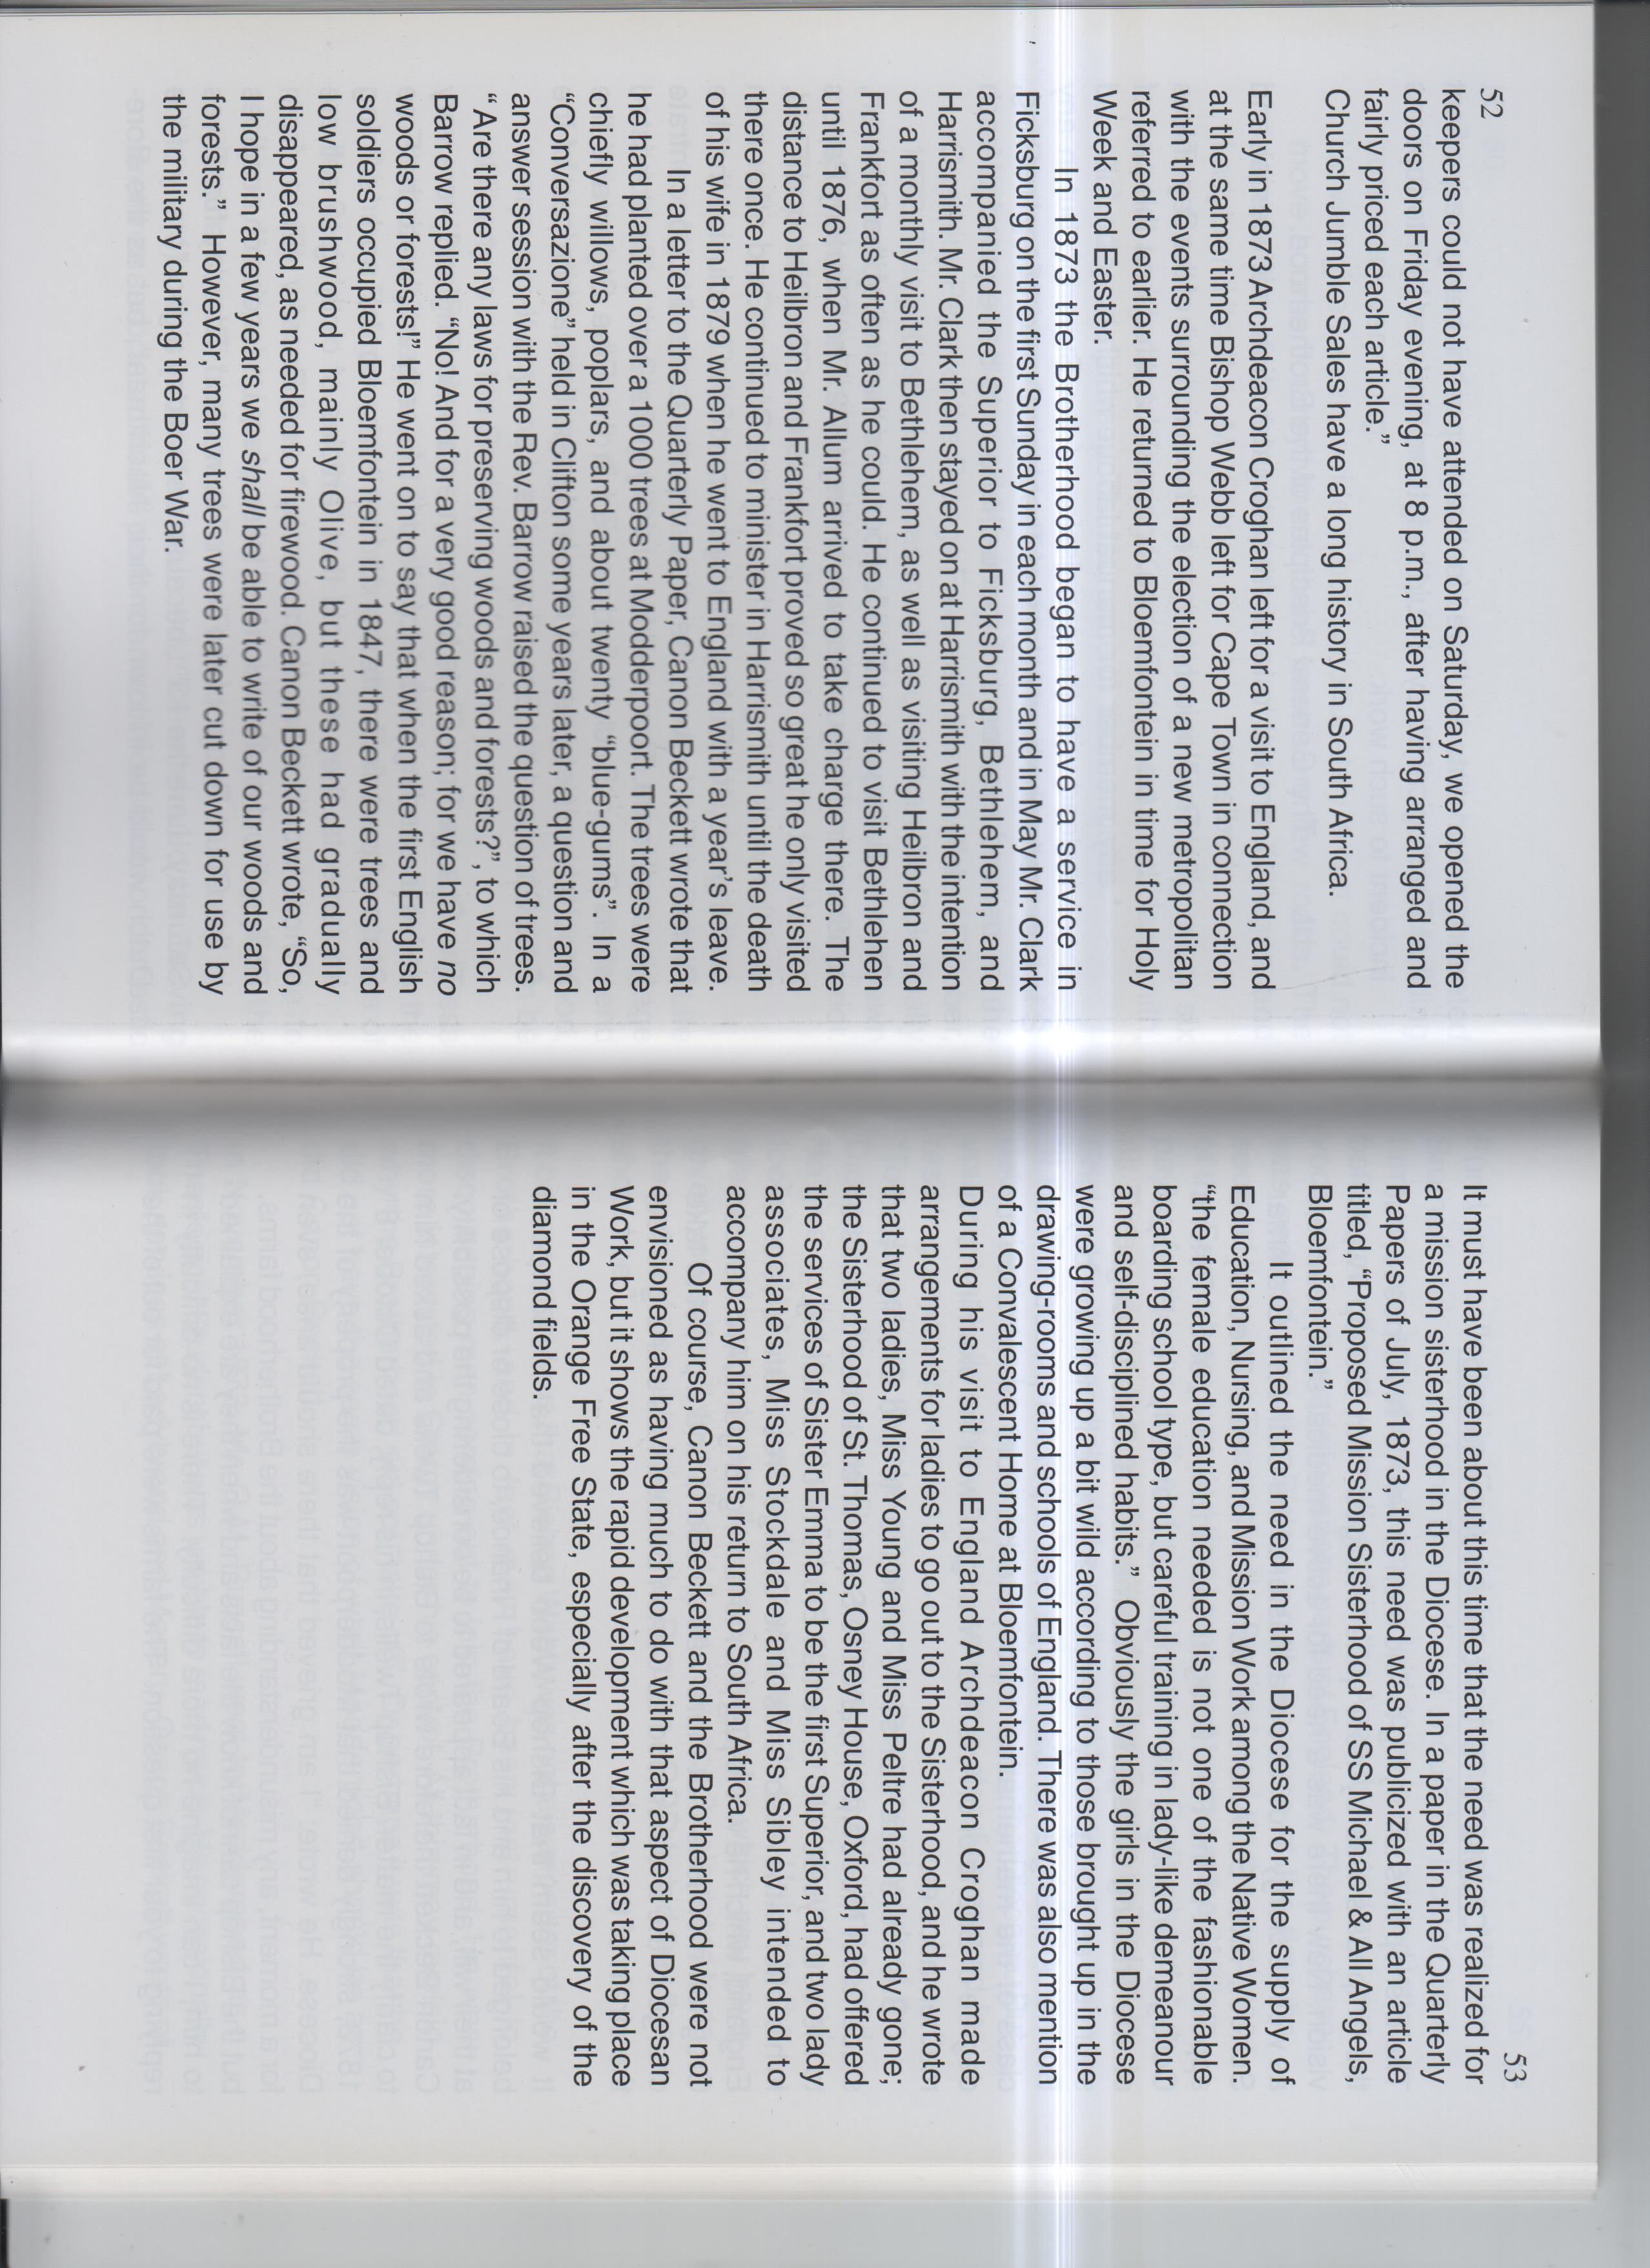 52
keepers could not have attended on Saturday, we opened the
doors on Friday evening, at 8 p.m., after having arranged and
fairly priced each article.”
Church Jumble Sales have a long history in South Africa.
Early in 1873 Archdeacon Croghan left for a visit to England, and
at the same time Bishop Webb left for Cape Town in connection
with the events surrounding the election of a new metropolitan
referred to earlier. He returned to Bloemfontein in time for Holy
Week and Easter.
In 1873 the Brotherhood began to have a service in
Ficksburg on the first Sunday in each month and in May Mr. Clark
accompanied the Superior to Ficksburg, Bethlehem, and
Harrismith. Mr. Clark then stayed on at Harrismith with the intention
of a monthly visit to Bethlehem, as well as visiting Heilbron and
Frankfort as often as he could. He continued to visit Bethlehen
until 1876, when Mr. Allum arrived to take charge there. The
distance to Heilbron and Frankfort proved so great he only visited
there once. He continued to minister in Harrismith until the death
of his wife in 1879 when he went to England with a year’s leave.
In a letter to the Quarterly Paper, Canon Beckett wrote that
he had planted over a 1000 trees at Modderport. The trees were
chiefly willows, poplars, and about twenty “blue-gums”. In a
“Conversazione” held in Clifton some years later, a question and
answer session with the Rev. Barrow raised the question of trees.
“ Are there any laws for preserving woods and forests?”, to which
Barrow replied. “No! And for a very good reason; for we have no
woods or forests!” He went on to say that when the first English
soldiers occupied Bloemfontein in 1847, there were trees and
low brushwood, mainly Olive, but these had gradually
disappeared, as needed for firewood. Canon Beckett wrote, “So,
I hope in a few years we shall be able to write of our woods and
forests.” However, many trees were later cut down for use by
the military during the Boer War.
53
It must have been about this time that the need was realized for
a mission sisterhood in the Diocese. In a paper in the Quarterly
Papers of July, 1873, this need was publicized with an article
titled, “Proposed Mission Sisterhood of SS Michael & All Angels,
Bloemfontein.”
It outlined the need in the Diocese for the supply of
Education, Nursing, and Mission Work among the Native Women.
“the female education needed is not one of the fashionable
boarding school type, but careful training in lady-like demeanour
and self-disciplined habits.” Obviously the girls in the Diocese
were growing up a bit wild according to those brought up in the
drawing-rooms and schools of England. There was also mention
of a Convalescent Home at Bloemfontein.
During his visit to England Archdeacon Croghan made
arrangements for ladies to go out to the Sisterhood, and he wrote
that two ladies, Miss Young and Miss Peltre had already gone;
the Sisterhood of St. Thomas, Osney House, Oxford, had offered
the services of Sister Emma to be the first Superior, and two lady
associates, Miss Stockdale and Miss Sibley intended to
accompany him on his return to South Africa.
Of course, Canon Beckett and the Brotherhood were not
envisioned as having much to do with that aspect of Diocesan
Work, but it shows the rapid development which was taking place
in the Orange Free State, especially after the discovery of the
diamond fields.